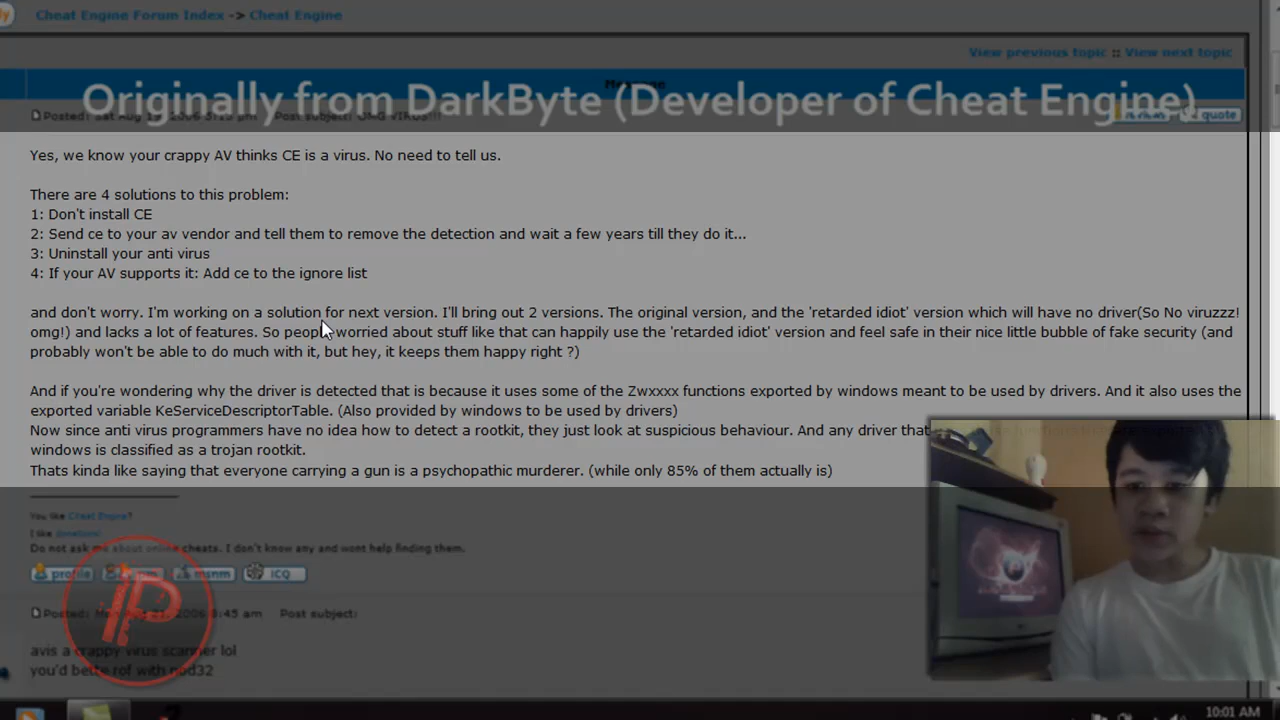 Cheat Engine Forum Index -> Cheat Engine
View previous topic :: View next topic
Message
Originally from DarkByte (Developer of Cheat Engine)
Posted: Sat Aug 2006 Post subject: OMG VIRUS!!!
quote
Yes, we know your crappy AV thinks CE is a virus. No need to tell us.
There are 4 solutions to this problem:
1: Don't install CE
2: Send ce to your av vendor and tell them to remove the detection and wait a few years till they do it...
3: Uninstall your anti virus
4: If your AV supports it: Add ce to the ignore list
and don't worry. I'm working on a solution for next version. I'll bring out 2 versions. The original version, and the 'retarded idiot' version which will have no driver(So No viruzzz!
omg!) and lacks a lot of features. So people worried about stuff like that can happily use the 'retarded idiot' version and feel safe in their nice little bubble of fake security (and
probably won't be able to do much with it, but hey, it keeps them happy right ?)
And if you're wondering why the driver is detected that is because it uses some of the Zwxxxx functions exported by windows meant to be used by drivers. And it also uses the
exported variable KeServiceDescriptorTable. (Also provided by windows to be used by drivers)
Now since anti virus programmers have no idea how to detect a rootkit, they just look at suspicious behaviour. And any driver that
windows is classified as a trojan rootkit.
Thats kinda like saying that everyone carrying a gun is a psychopathic murderer. (while only 85% of them actually is)
You like Cheat Engine?
I like donations!
Do not ask me about online cheats. I don't know any and wont help finding them.
profile pm msnm ICQ
Posted: 2006 9:45 am Post subject:
avis a crappy virus scanner lol
you'd bette rof with nod32
10:01 AM